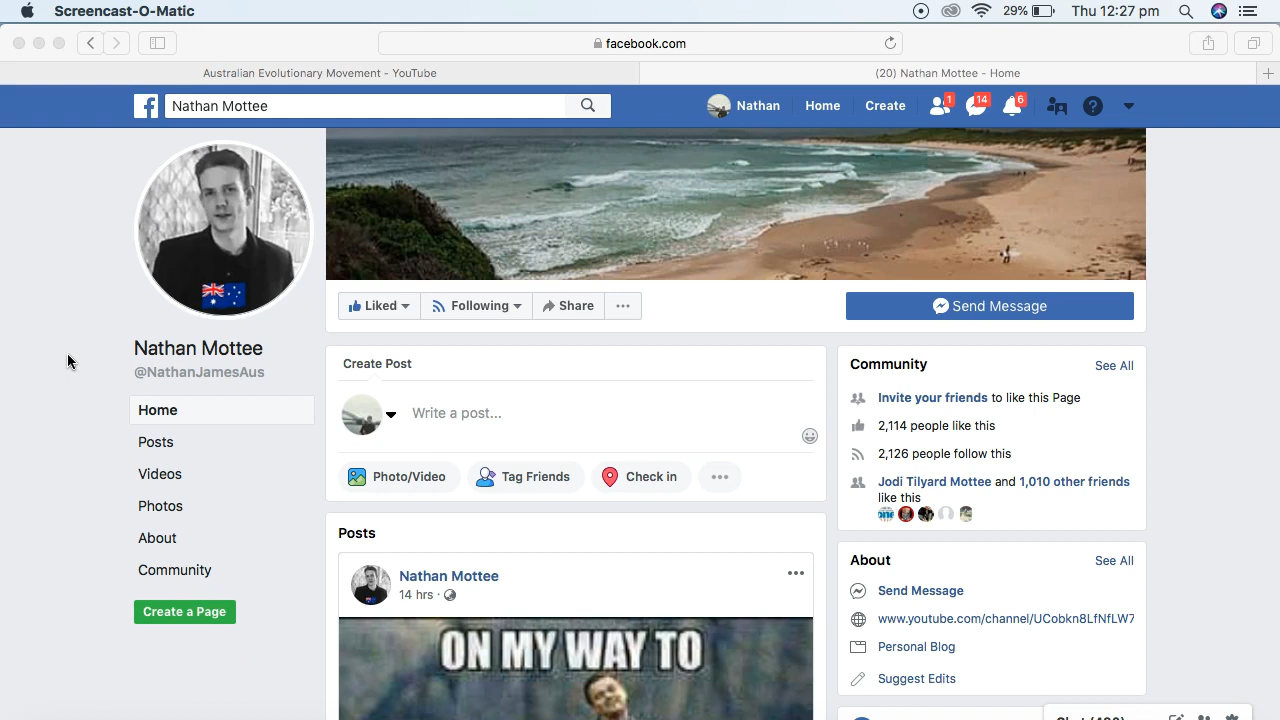 Screencast-O-Matic
29%
Thu 12:27 pm
facebook.com
Australian Evolutionary Movement - YouTube
(20) Nathan Mottee - Home
Nathan Mottee
Nathan
Home
Create
1
14
6
Nathan Mottee
@NathanJamesAus
Home
Posts
Videos
Photos
About
Community
Create a Page
Liked
Following
Share
Send Message
Create Post
Write a post...
Photo/Video
Tag Friends
Check in
Posts
Nathan Mottee
14 hrs ·
ON MY WAY TO
Community
See All
Invite your friends to like this Page
2,114 people like this
2,126 people follow this
Jodi Tilyard Mottee and 1,010 other friends
like this
About
See All
Send Message
www.youtube.com/channel/UCobkn8LfNfLW7
Personal Blog
Suggest Edits